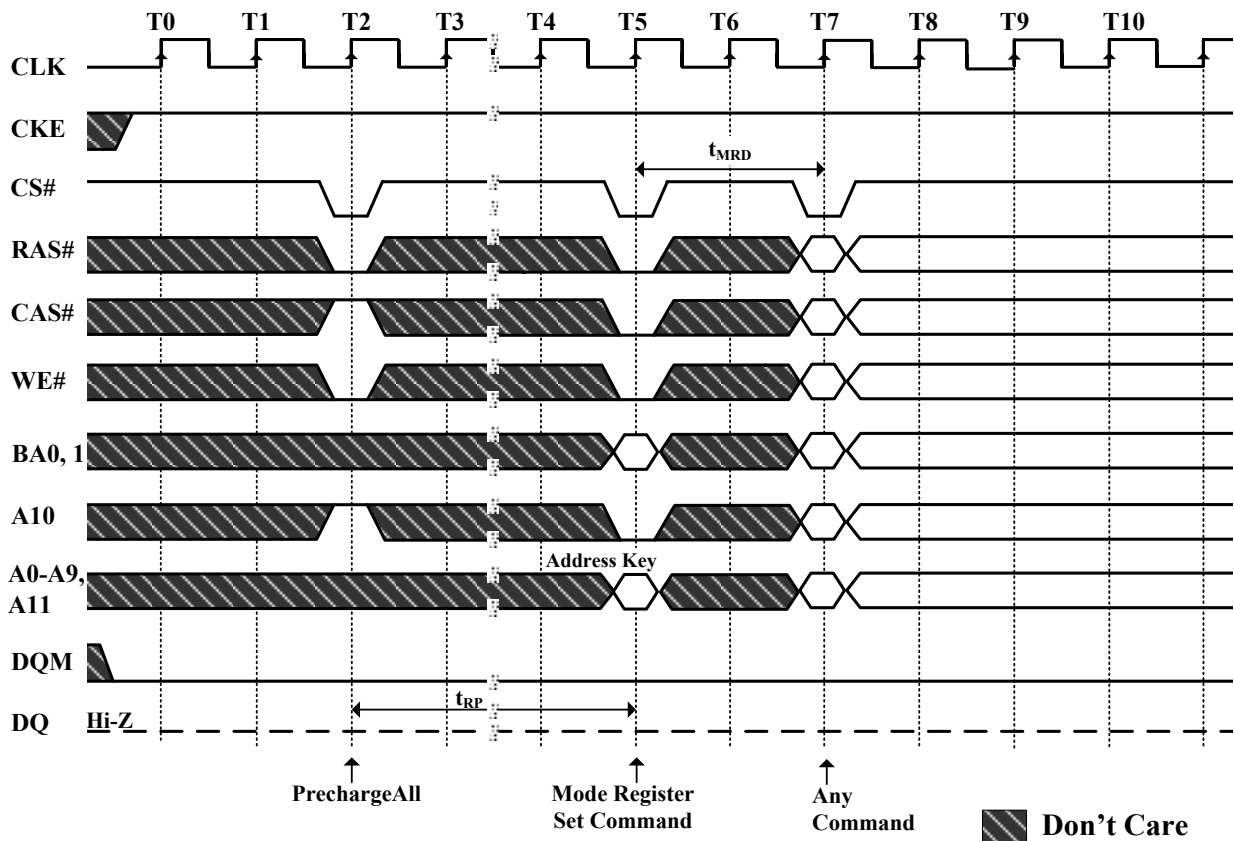 T0 T1 T2 T3 T4 T5 T6 T7 T8 T9 T10
CLK
CKE
tMRD
CS#
RAS#
CAS#
WE#
BA0, 1
A10
Address Key
A0-A9,
A11
DQM
tRP
DQ Hi-Z
PrechargeAll
Mode Register
Set Command
Any
Command
Don’t Care